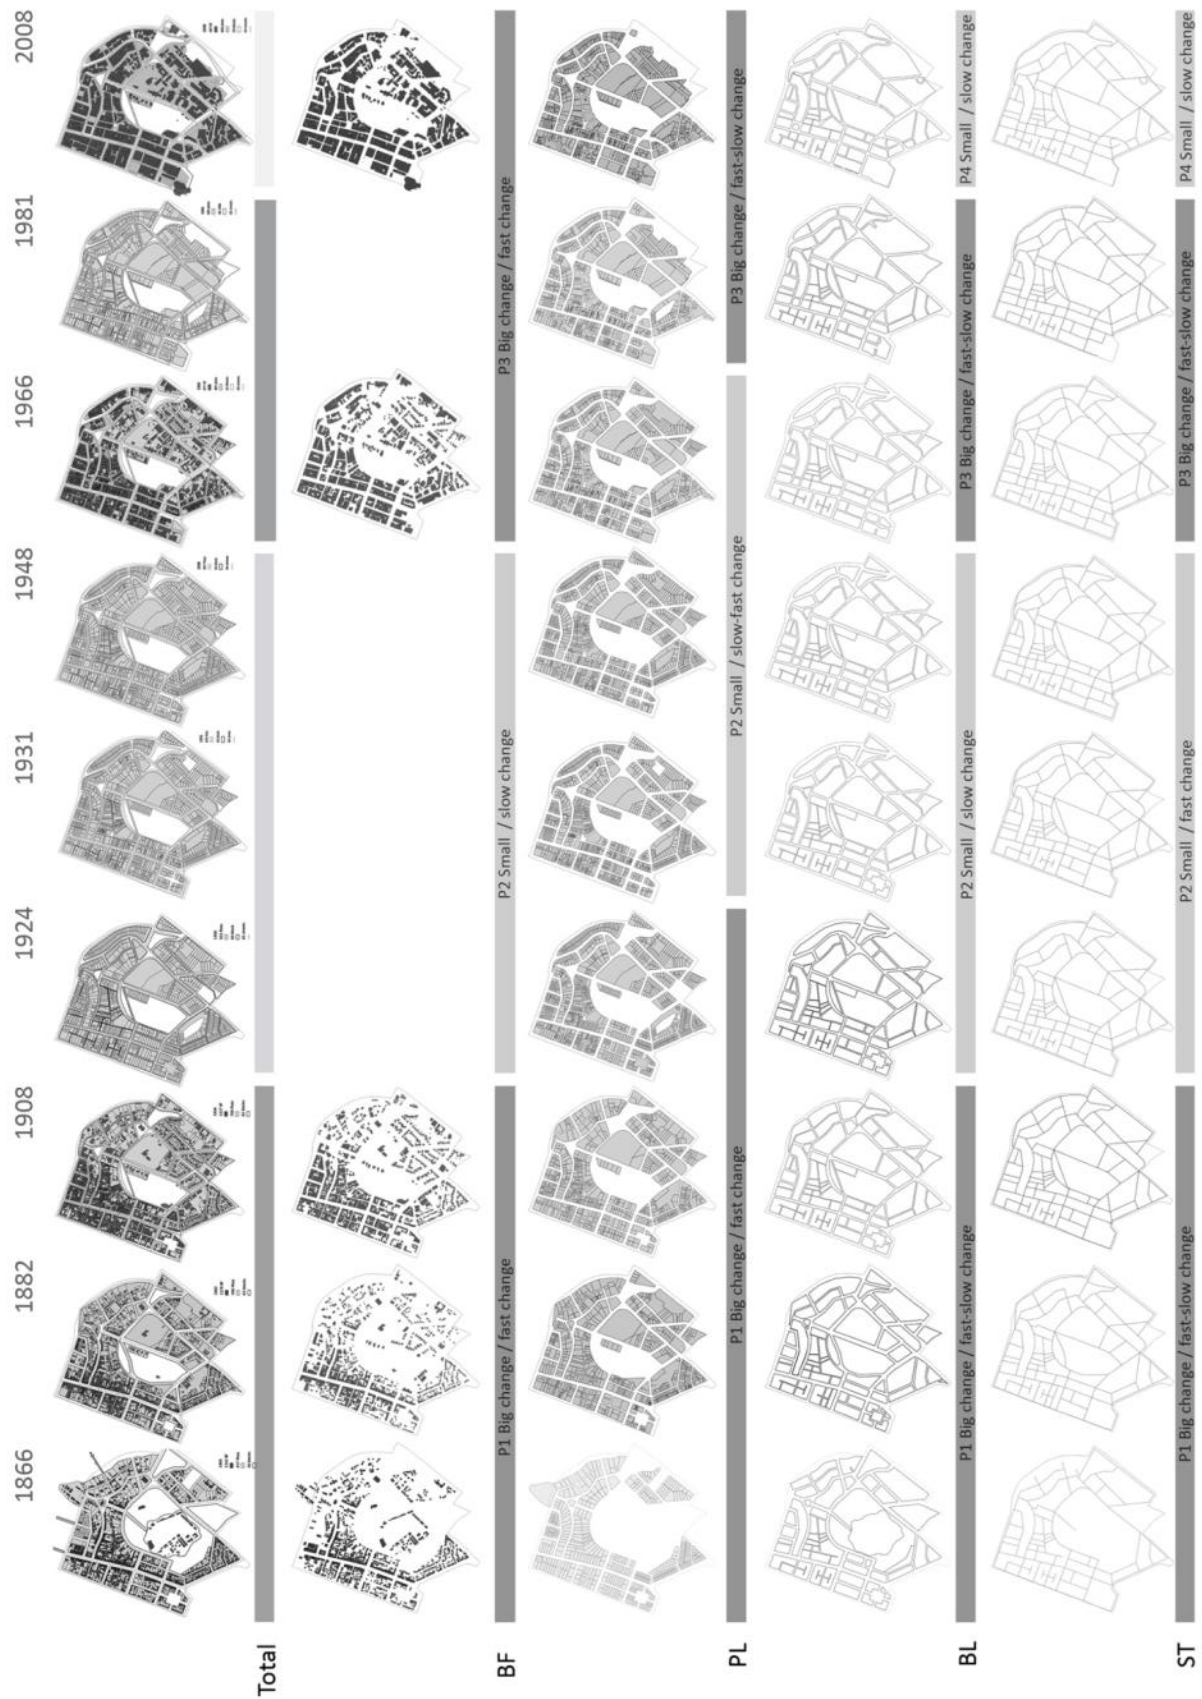 1866 1882 1908 1924 1931 1948 1966 1981 2008
Total
BF
P1 Big change / fast change
P2 Small / slow change
P3 Big change / fast change
PL
P1 Big change / fast change
P2 Small / slow-fast change
P3 Big change / fast-slow change
BL
P1 Big change / fast-slow change
P2 Small / slow change
P3 Big change / fast-slow change
P4 Small / slow change
ST
P1 Big change / fast-slow change
P2 Small / fast change
P3 Big change / fast-slow change
P4 Small / slow change